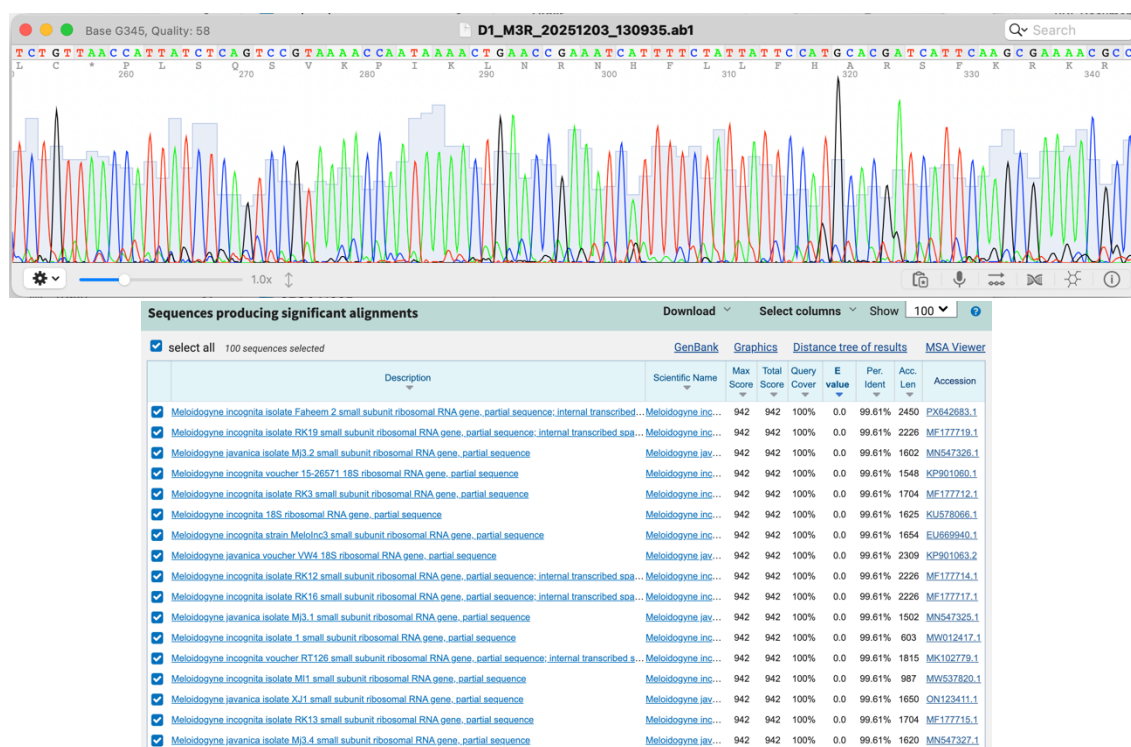 Base G345, Quality: 58
D1_M3R_20251203_130935.ab1
Search
T C T G T T A A C C A T T A T C T C A G T C C G T A A A A C C A A T A A A A C T G A A C C G A A A T C A T T T T C T A T T A T T C C A T G C A C G A T C A T T C A A G C G A A A A C G C C
L C * P L S Q S V K P I K L N R N H F L L F H A R S F K R K R
260 270 280 290 300 310 320 330 340
1.0x
Sequences producing significant alignments Download Select columns Show 100
select all 100 sequences selected GenBank Graphics Distance tree of results MSA Viewer
Description Scientific Name Max Score Total Score Query Cover E value Per. Ident Acc. Len Accession
Meloidogyne incognita isolate Faheem 2 small subunit ribosomal RNA gene, partial sequence; internal transcribed... Meloidogyne inc... 942 942 100% 0.0 99.61% 2450 PX642683.1
Meloidogyne incognita isolate RK19 small subunit ribosomal RNA gene, partial sequence; internal transcribed spa... Meloidogyne inc... 942 942 100% 0.0 99.61% 2226 MF177719.1
Meloidogyne javanica isolate Mj3.2 small subunit ribosomal RNA gene, partial sequence Meloidogyne jav... 942 942 100% 0.0 99.61% 1602 MN547326.1
Meloidogyne incognita voucher 15-26571 18S ribosomal RNA gene, partial sequence Meloidogyne inc... 942 942 100% 0.0 99.61% 1548 KP901060.1
Meloidogyne incognita isolate RK3 small subunit ribosomal RNA gene, partial sequence Meloidogyne inc... 942 942 100% 0.0 99.61% 1704 MF177712.1
Meloidogyne incognita 18S ribosomal RNA gene, partial sequence Meloidogyne inc... 942 942 100% 0.0 99.61% 1625 KU578066.1
Meloidogyne incognita strain MeloInc3 small subunit ribosomal RNA gene, partial sequence Meloidogyne inc... 942 942 100% 0.0 99.61% 1654 EU669940.1
Meloidogyne javanica voucher VW4 18S ribosomal RNA gene, partial sequence Meloidogyne jav... 942 942 100% 0.0 99.61% 2309 KP901063.2
Meloidogyne incognita isolate RK12 small subunit ribosomal RNA gene, partial sequence; internal transcribed spa... Meloidogyne inc... 942 942 100% 0.0 99.61% 2226 MF177714.1
Meloidogyne incognita isolate RK16 small subunit ribosomal RNA gene, partial sequence; internal transcribed spa... Meloidogyne inc... 942 942 100% 0.0 99.61% 2226 MF177717.1
Meloidogyne javanica isolate Mj3.1 small subunit ribosomal RNA gene, partial sequence Meloidogyne jav... 942 942 100% 0.0 99.61% 1502 MN547325.1
Meloidogyne incognita isolate 1 small subunit ribosomal RNA gene, partial sequence Meloidogyne inc... 942 942 100% 0.0 99.61% 603 MW012417.1
Meloidogyne incognita voucher RT126 small subunit ribosomal RNA gene, partial sequence; internal transcribed s... Meloidogyne inc... 942 942 100% 0.0 99.61% 1815 MK102779.1
Meloidogyne incognita isolate MI1 small subunit ribosomal RNA gene, partial sequence Meloidogyne inc... 942 942 100% 0.0 99.61% 987 MW537820.1
Meloidogyne javanica isolate XJ1 small subunit ribosomal RNA gene, partial sequence Meloidogyne jav... 942 942 100% 0.0 99.61% 1650 ON123411.1
Meloidogyne incognita isolate RK13 small subunit ribosomal RNA gene, partial sequence Meloidogyne inc... 942 942 100% 0.0 99.61% 1704 MF177715.1
Meloidogyne javanica isolate Mj3.4 small subunit ribosomal RNA gene, partial sequence Meloidogyne jav... 942 942 100% 0.0 99.61% 1620 MN547327.1